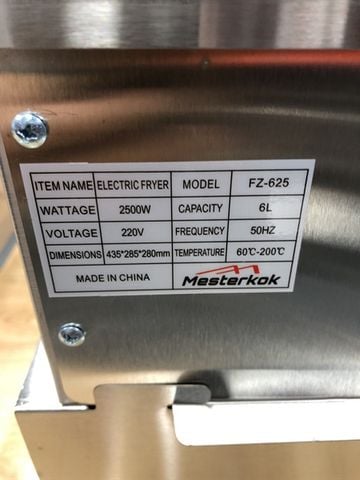 ITEM NAME ELECTRIC FRYER MODEL FZ-625
WATTAGE 2500W CAPACITY 6L
VOLTAGE 220V FREQUENCY 50HZ
DIMENSIONS 435*285*280mm TEMPERATURE 60℃-200℃
MADE IN CHINA Mesterkok